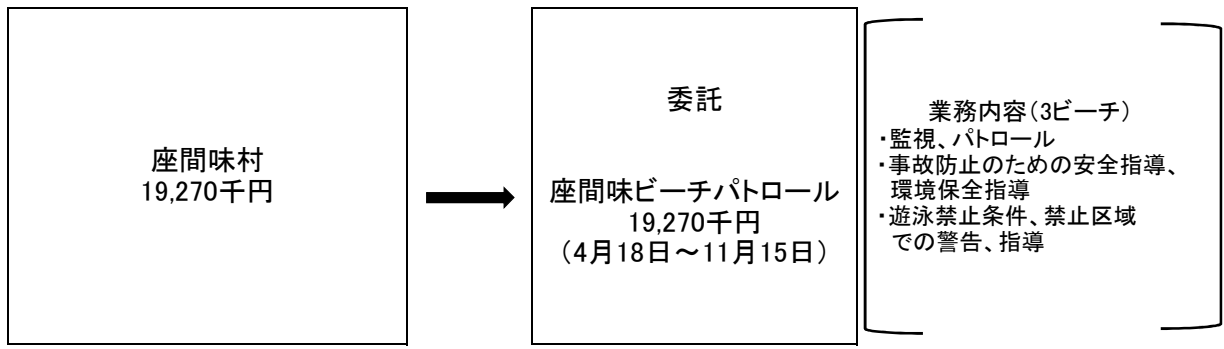 座間味村
19,270千円
委託
座間味ビーチパトロール
19,270千円
（4月18日～11月15日）
業務内容（3ビーチ）
・監視、パトロール
・事故防止のための安全指導、
環境保全指導
・遊泳禁止条件、禁止区域
での警告、指導